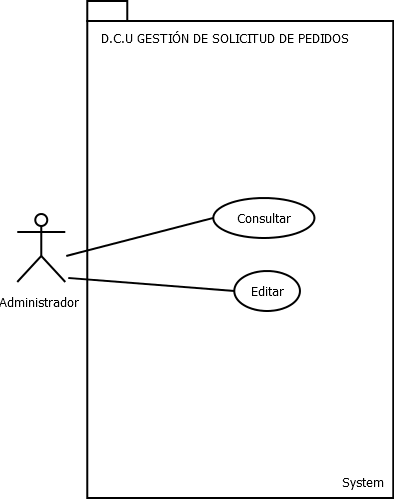 D.C.U GESTIÓN DE SOLICITUD DE PEDIDOS
Consultar
Editar
Administrador
System